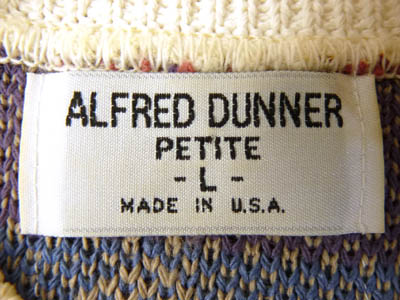 ALFRED DUNNER
PETITE
- L -
MADE IN U.S.A.